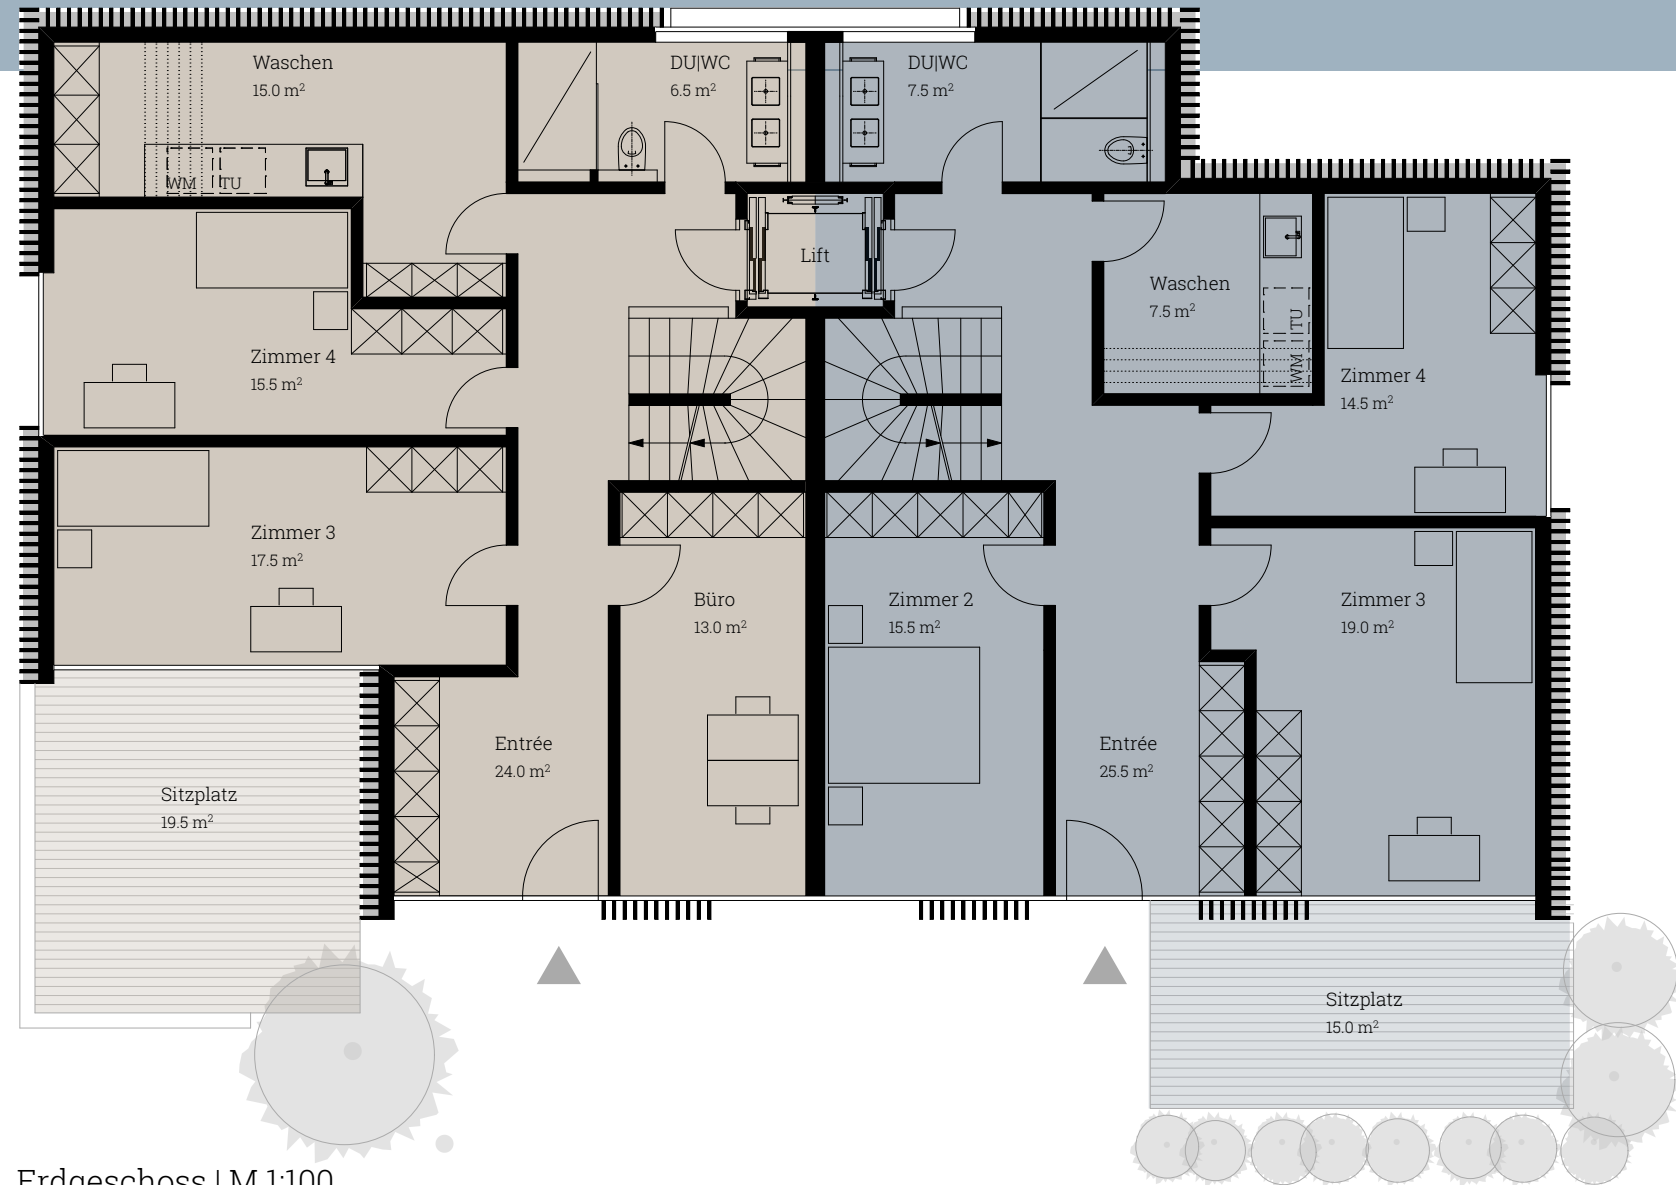 Waschen
15.0 m²
DU|WC
6.5 m²
DU|WC
7.5 m²
WM
TU
Lift
Waschen
7.5 m²
TU
WM
Zimmer 4
15.5 m²
Zimmer 4
14.5 m²
Zimmer 3
17.5 m²
Büro
13.0 m²
Zimmer 2
15.5 m²
Zimmer 3
19.0 m²
Entrée
24.0 m²
Entrée
25.5 m²
Sitzplatz
19.5 m²
Sitzplatz
15.0 m²
Erdgeschoss | M 1:100